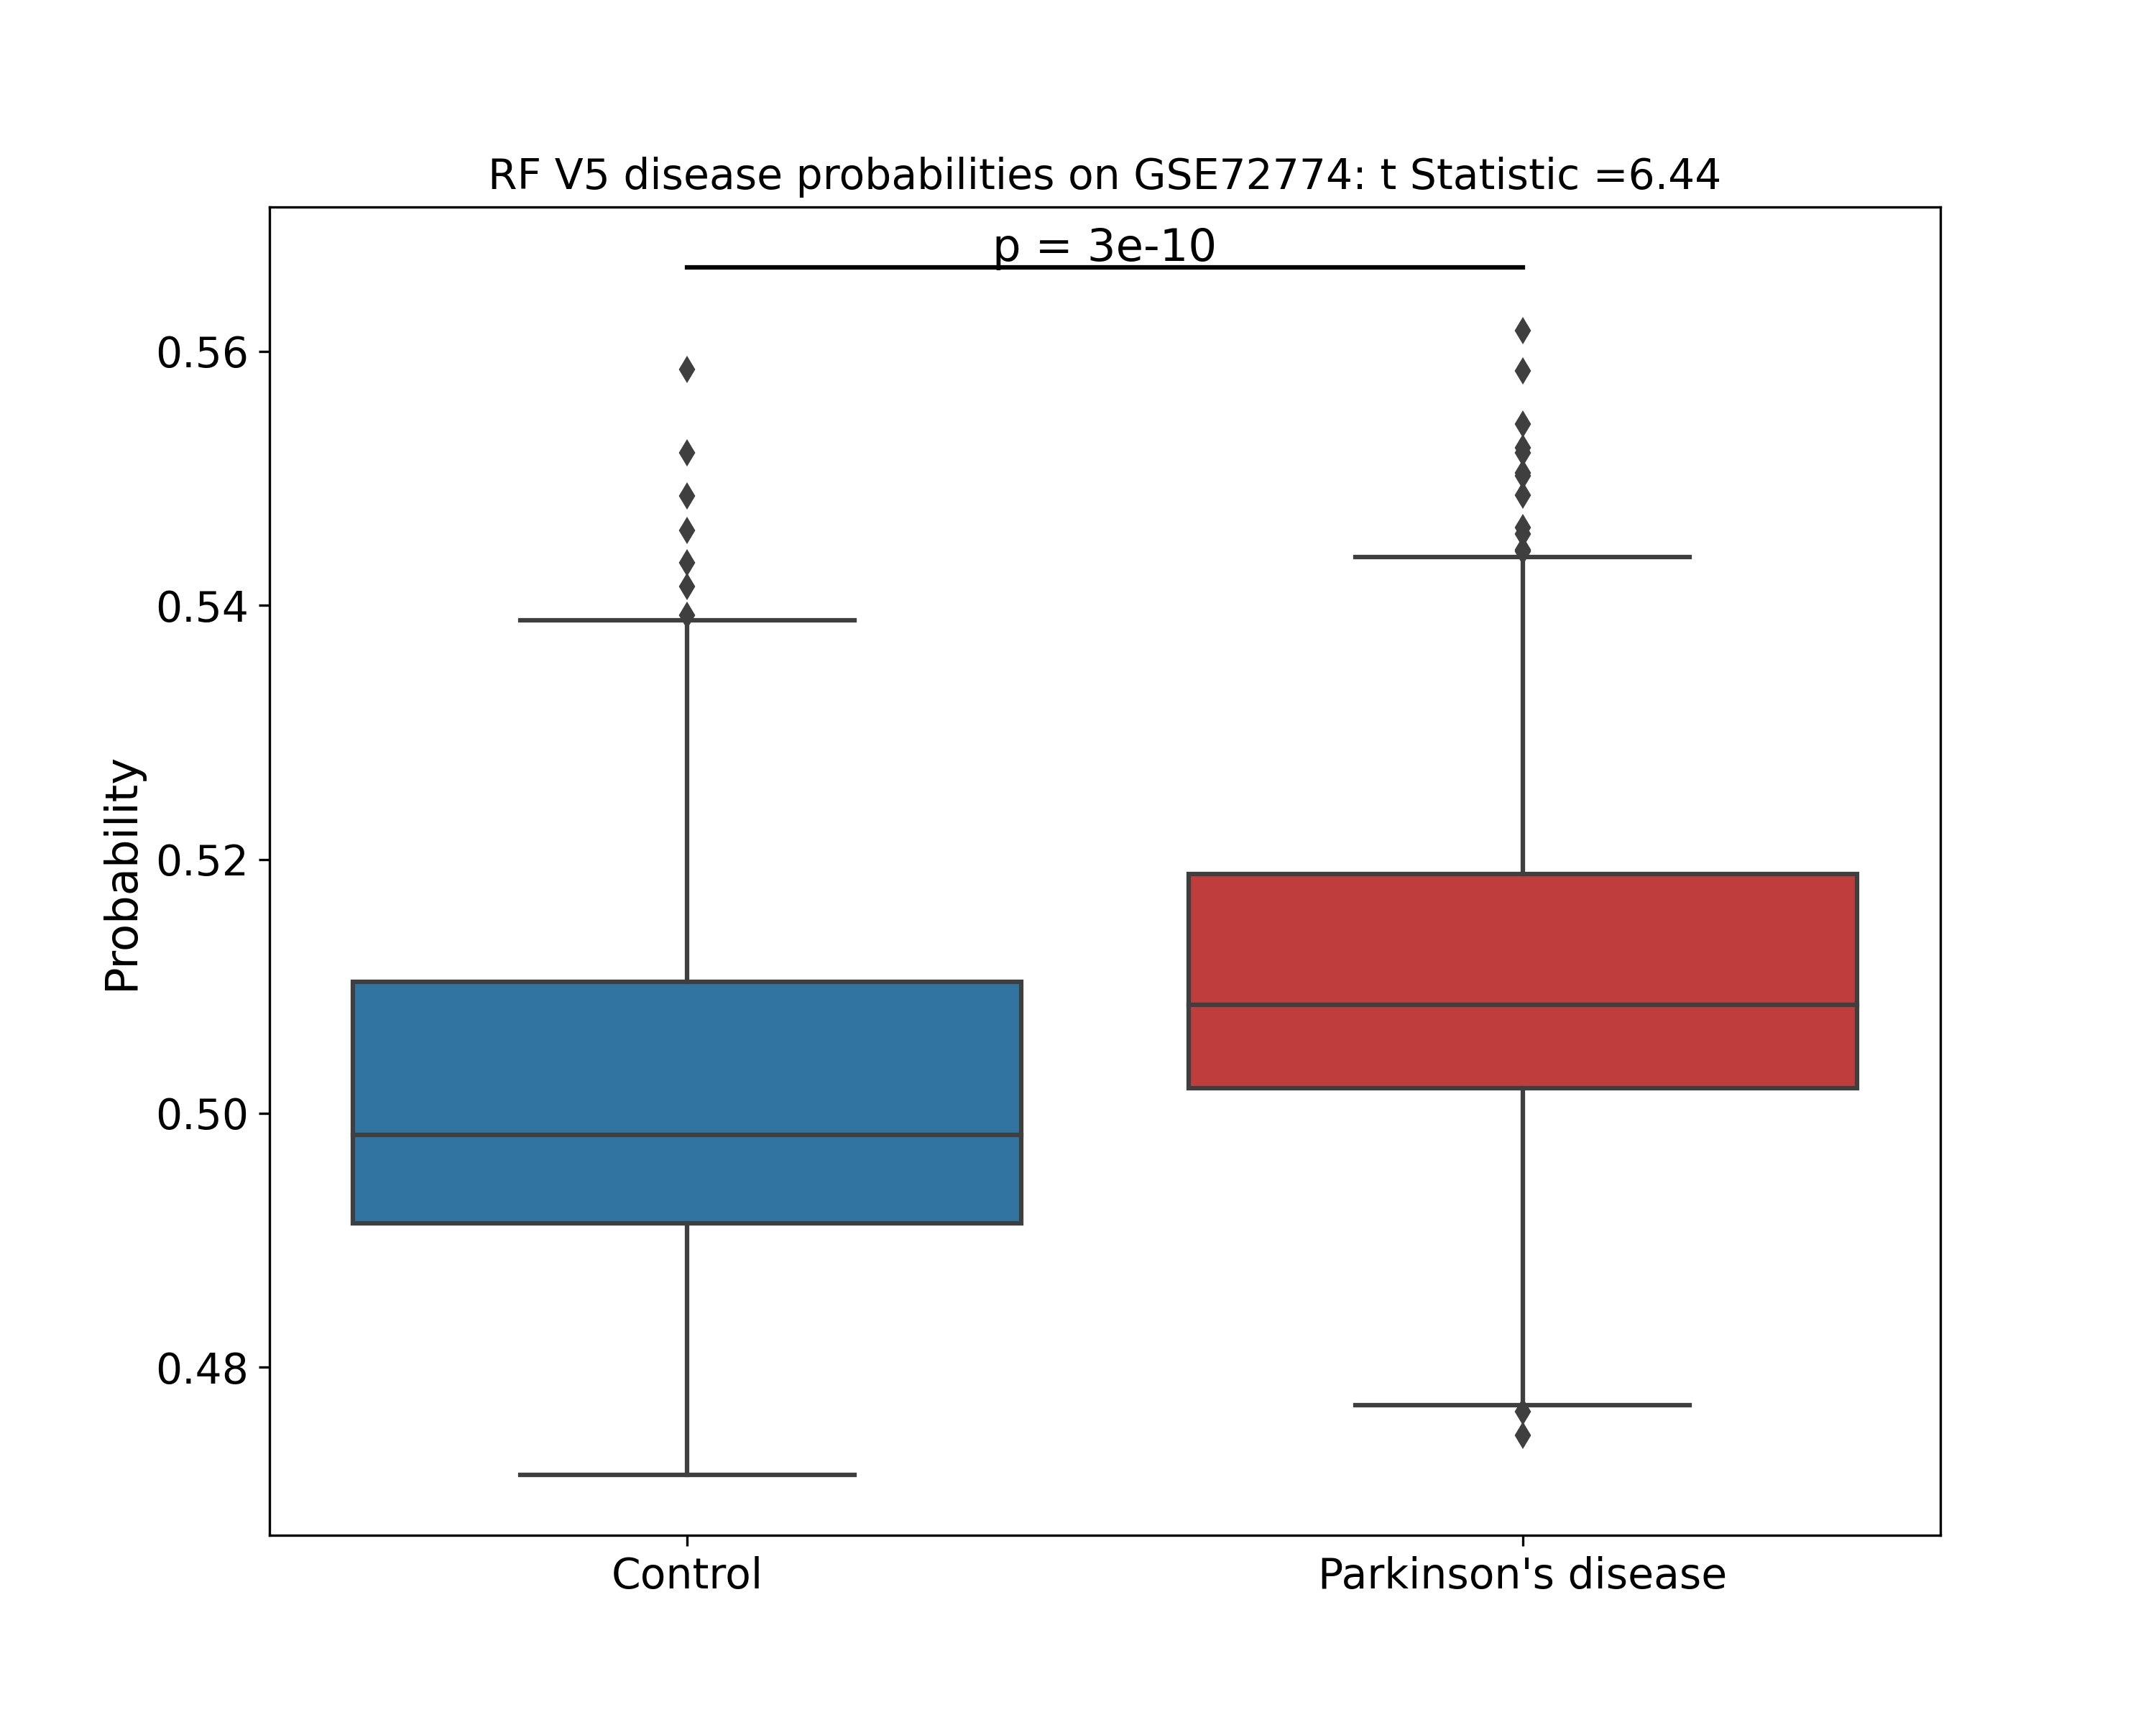 RF V5 disease probabilities on GSE72774: t Statistic =6.44
p = 3e-10
0.56
0.54
0.52
0.50
0.48
Probability
Control
Parkinson's disease